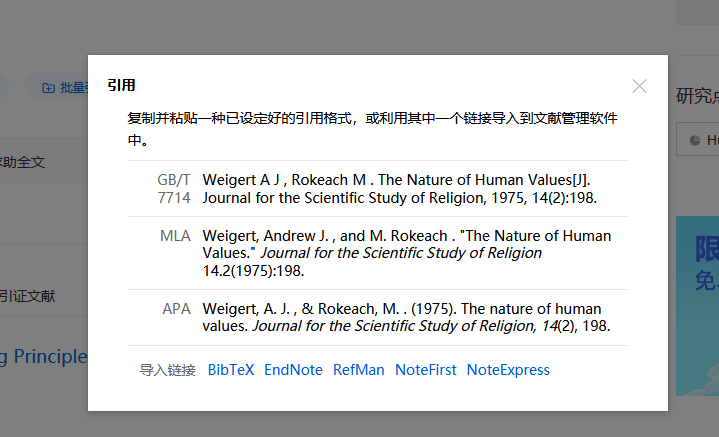 引用
复制并粘贴一种已设定好的引用格式，或利用其中一个链接导入到文献管理软件
中。
GB/T
7714
Weigert A J , Rokeach M . The Nature of Human Values[J].
Journal for the Scientific Study of Religion, 1975, 14(2):198.
MLA
Weigert, Andrew J. , and M. Rokeach . "The Nature of Human
Values." Journal for the Scientific Study of Religion
14.2(1975):198.
APA
Weigert, A. J. , & Rokeach, M. . (1975). The nature of human
values. Journal for the Scientific Study of Religion, 14(2), 198.
导入链接 BibTeX EndNote RefMan NoteFirst NoteExpress
批量
助全文
引证文献
Principle
研究
限
免